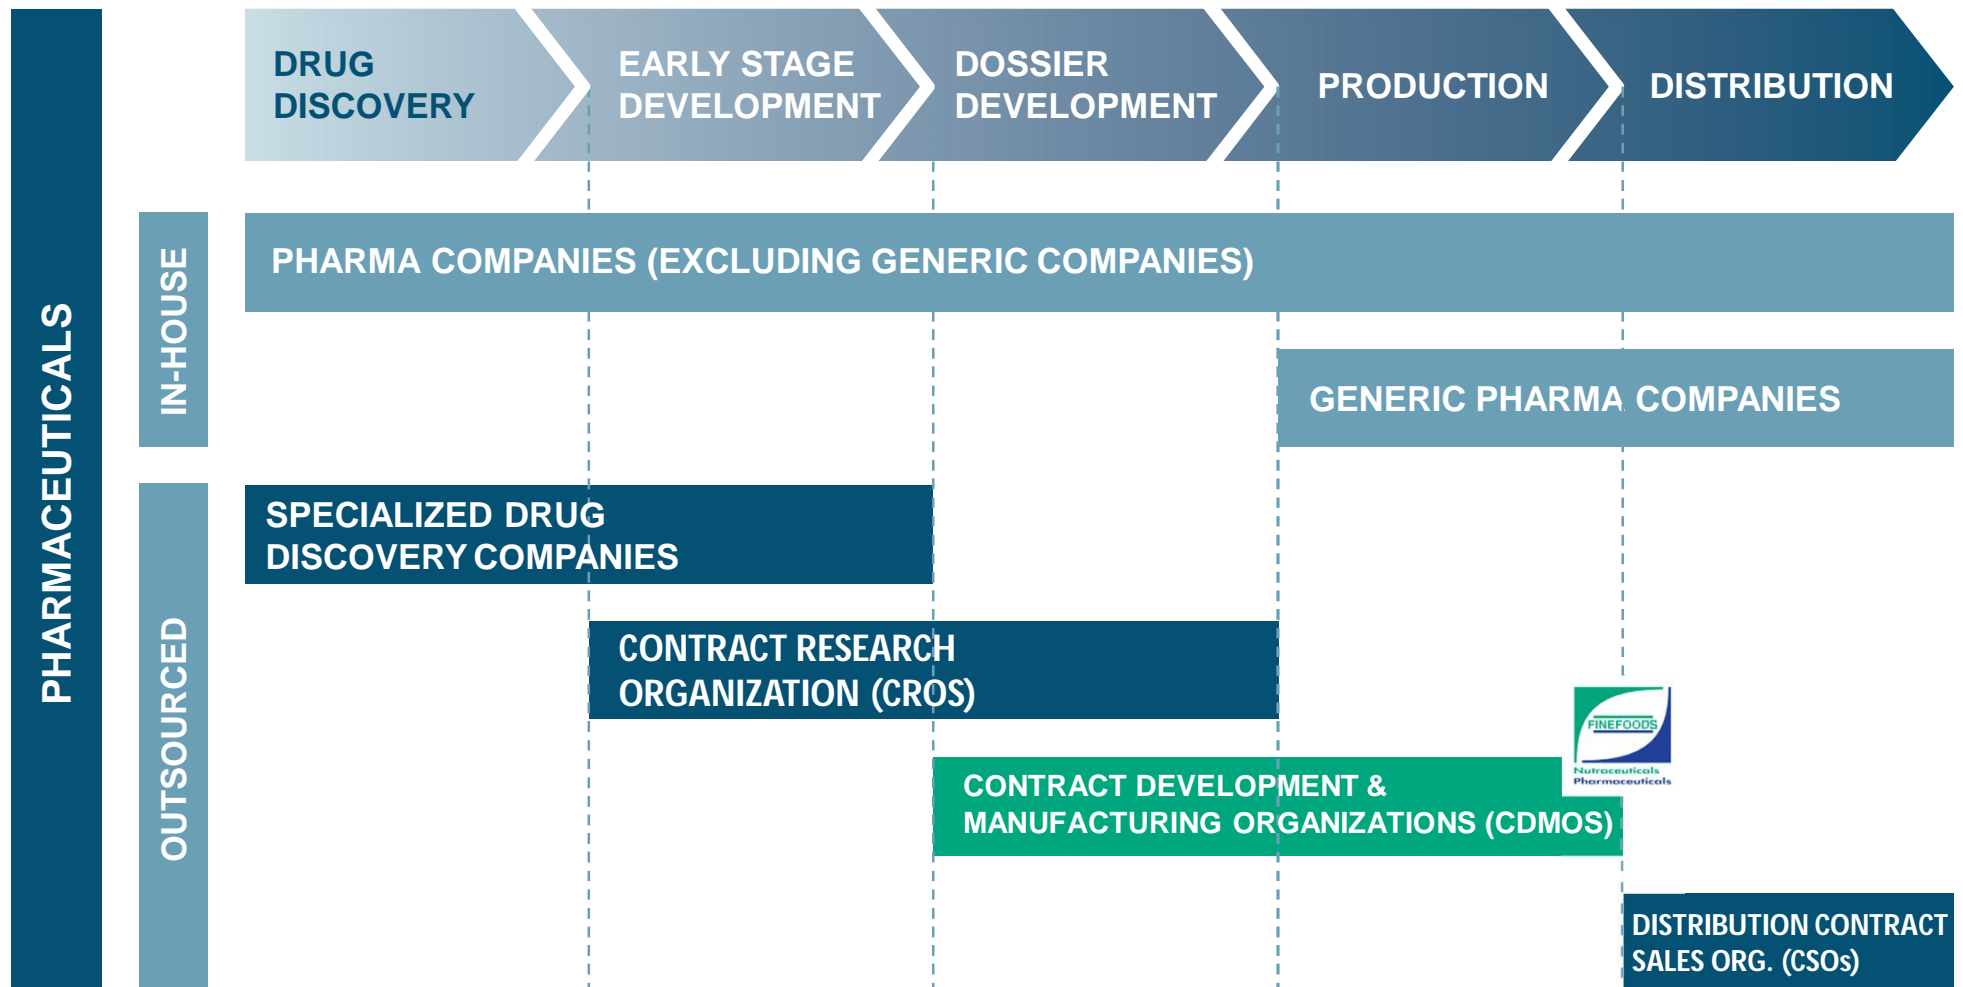 DRUG
DISCOVERY
EARLY STAGE
DEVELOPMENT
DOSSIER
DEVELOPMENT
PRODUCTION
DISTRIBUTION
PHARMACEUTICALS
IN-HOUSE
PHARMA COMPANIES (EXCLUDING GENERIC COMPANIES)
GENERIC PHARMA COMPANIES
OUTSOURCED
SPECIALIZED DRUG
DISCOVERY COMPANIES
CONTRACT RESEARCH
ORGANIZATION (CROS)
FINEFOODS
Nutraceuticals
Pharmaceuticals
CONTRACT DEVELOPMENT &
MANUFACTURING ORGANIZATIONS (CDMOS)
DISTRIBUTION CONTRACT
SALES ORG. (CSOs)